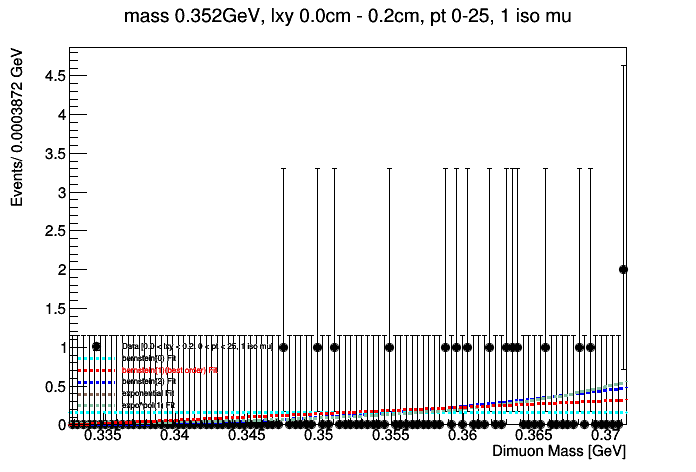 mass 0.352GeV, lxy 0.0cm - 0.2cm, pt 0-25, 1 iso mu
Events/ 0.0003872 GeV
4.5
4
3.5
3
2.5
2
1.5
1
0.5
0
Data [0.0 < lxy < 0.2, 0 < pt < 25, 1 iso mu]
bernstein[0] Fit
bernstein[1](best order) Fit
bernstein[2] Fit
exponential Fit
expo*pol[1] Fit
0.335 0.34 0.345 0.35 0.355 0.36 0.365 0.37
Dimuon Mass [GeV]